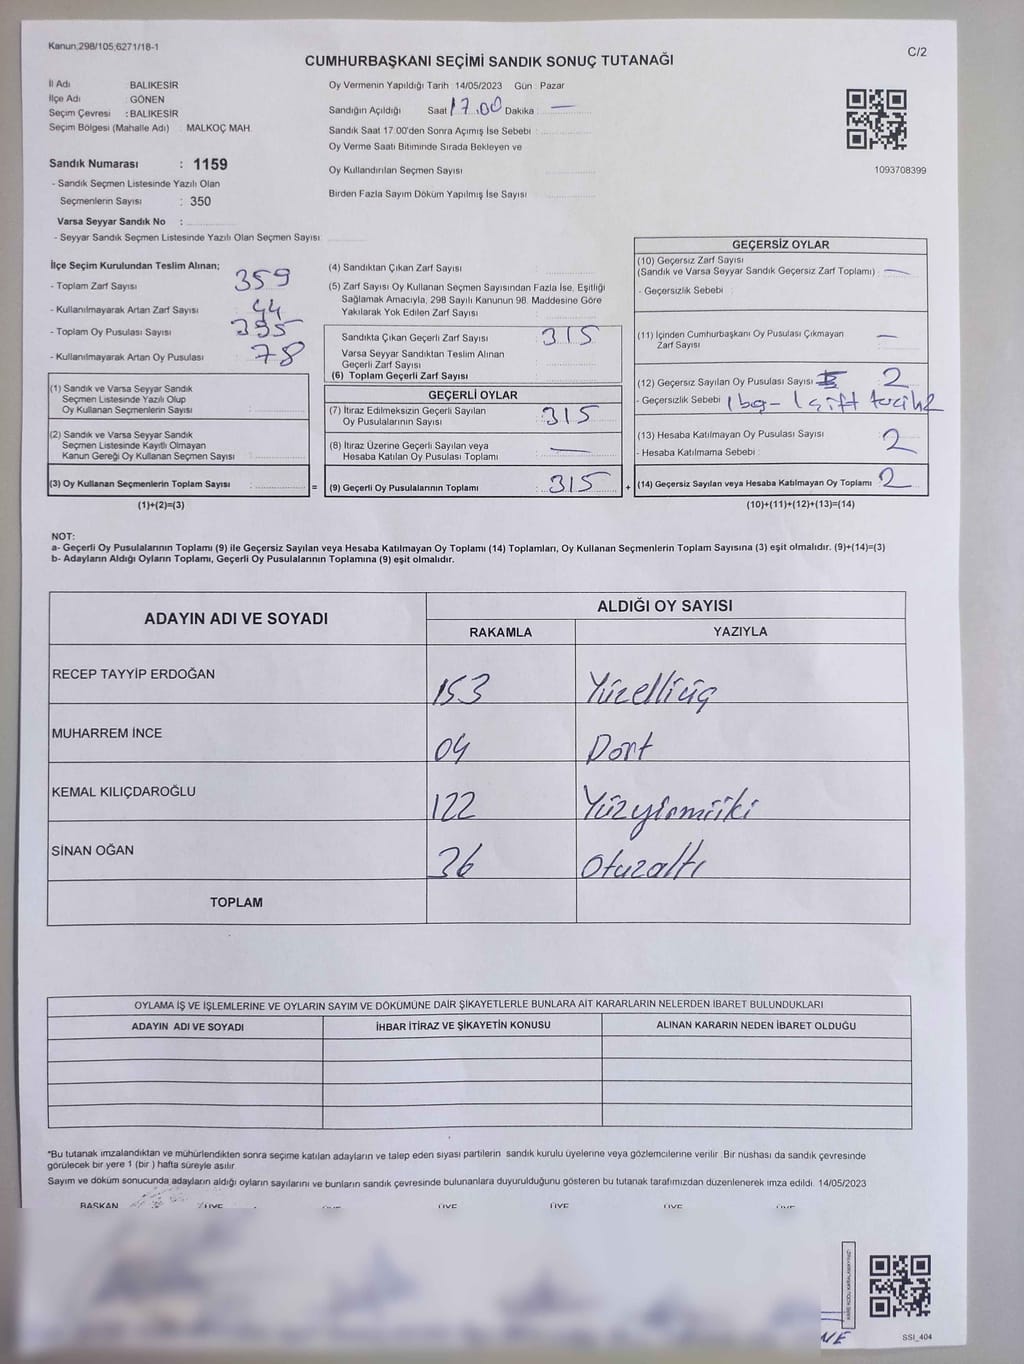 Kanun,298/105,6271/18-1
C/2
CUMHURBAŞKANI SEÇİMİ SANDIK SONUÇ TUTANAĞI
İl Adı BALIKESİR
İlçe Adı GÖNEN
Seçim Çevresi : BALIKESİR
Seçim Bölgesi (Mahalle Adı) : MALKOÇ MAH.
Sandık Numarası : 1159
- Sandık Seçmen Listesinde Yazılı Olan
Seçmenlerin Sayısı : 350
Varsa Seyyar Sandık No :
- Seyyar Sandık Seçmen Listesinde Yazılı Olan Seçmen Sayısı
Oy Vermenin Yapıldığı Tarih : 14/05/2023 Gün : Pazar
Sandığın Açıldığı Saat 17.00 Dakika : —
Sandık Saat 17:00'den Sonra Açımış İse Sebebi :
Oy Verme Saati Bitiminde Sırada Bekleyen ve
Oy Kullandırılan Seçmen Sayısı
Birden Fazla Sayım Döküm Yapılmış İse Sayısı
1093708399
İlçe Seçim Kurulundan Teslim Alınan;
- Toplam Zarf Sayısı 359
- Kullanılmayarak Artan Zarf Sayısı 44
- Toplam Oy Pusulası Sayısı 395
- Kullanılmayarak Artan Oy Pusulası 78
(1) Sandık ve Varsa Seyyar Sandık
Seçmen Listesinde Yazılı Olup
Oy Kullanan Seçmenlerin Sayısı
(2) Sandık ve Varsa Seyyar Sandık
Seçmen Listesinde Kayıtlı Olmayan
Kanun Gereği Oy Kullanan Seçmen Sayısı
(3) Oy Kullanan Seçmenlerin Toplam Sayısı :
(1)+(2)=(3)
(4) Sandıktan Çıkan Zarf Sayısı
(5) Zarf Sayısı Oy Kullanan Seçmen Sayısından Fazla İse, Eşitliği
Sağlamak Amacıyla, 298 Sayılı Kanunun 98. Maddesine Göre
Yakılarak Yok Edilen Zarf Sayısı
Sandıkta Çıkan Geçerli Zarf Sayısı 315
Varsa Seyyar Sandıktan Teslim Alınan
Geçerli Zarf Sayısı
(6) Toplam Geçerli Zarf Sayısı
GEÇERLİ OYLAR
(7) İtiraz Edilmeksizin Geçerli Sayılan
Oy Pusulalarının Sayısı 315
(8) İtiraz Üzerine Geçerli Sayılan veya
Hesaba Katılan Oy Pusulası Toplamı —
= (9) Geçerli Oy Pusulalarının Toplamı : 315 +
GEÇERSİZ OYLAR
(10) Geçersiz Zarf Sayısı
(Sandık ve Varsa Seyyar Sandık Geçersiz Zarf Toplamı) —
- Geçersizlik Sebebi :
(11) İçinden Cumhurbaşkanı Oy Pusulası Çıkmayan
Zarf Sayısı —
(12) Geçersiz Sayılan Oy Pusulası Sayısı 2
- Geçersizlik Sebebi
(13) Hesaba Katılmayan Oy Pusulası Sayısı 2
- Hesaba Katılmama Sebebi :
(14) Geçersiz Sayılan veya Hesaba Katılmayan Oy Toplamı 2
(10)+(11)+(12)+(13)=(14)
NOT:
a- Geçerli Oy Pusulalarının Toplamı (9) ile Geçersiz Sayılan veya Hesaba Katılmayan Oy Toplamı (14) Toplamları, Oy Kullanan Seçmenlerin Toplam Sayısına (3) eşit olmalıdır. (9)+(14)=(3)
b- Adayların Aldığı Oyların Toplamı, Geçerli Oy Pusulalarının Toplamına (9) eşit olmalıdır.
ADAYIN ADI VE SOYADI
ALDIĞI OY SAYISI
RAKAMLA YAZIYLA
RECEP TAYYİP ERDOĞAN 153 Yüzelliüç
MUHARREM İNCE 04 Dört
KEMAL KILIÇDAROĞLU 122 Yüzyirmiiki
SİNAN OĞAN 36 Otuzaltı
TOPLAM
OYLAMA İŞ VE İŞLEMLERİNE VE OYLARIN SAYIM VE DÖKÜMÜNE DAİR ŞİKAYETLERLE BUNLARA AİT KARARLARIN NELERDEN İBARET BULUNDUKLARI
ADAYIN ADI VE SOYADI İHBAR İTİRAZ VE ŞİKAYETİN KONUSU ALINAN KARARIN NEDEN İBARET OLDUĞU
*Bu tutanak imzalandıktan ve mühürlendikten sonra seçime katılan adayların ve talep eden siyasi partilerin sandık kurulu üyelerine veya gözlemcilerine verilir. Bir nüshası da sandık çevresinde
görülecek bir yere 1 (bir) hafta süreyle asılır.
Sayım ve döküm sonucunda adayların aldığı oyların sayılarını ve bunların sandık çevresinde bulunanlara duyurulduğunu gösteren bu tutanak tarafımızdan düzenlenerek imza edildi. 14/05/2023
BAŞKAN ÜYE ÜYE ÜYE ÜYE ÜYE ÜYE
SSI_404